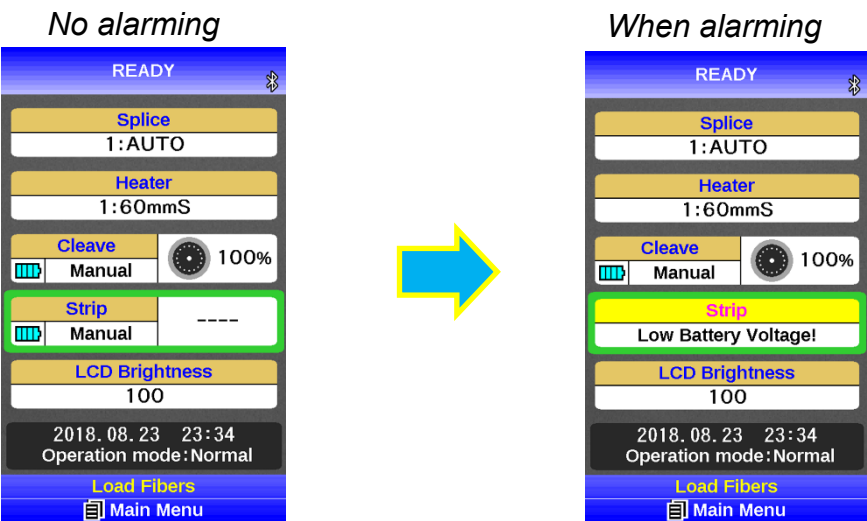 No alarming
READY
Splice
1:AUTO
Heater
1:60mmS
Cleave
Manual
100%
Strip
Manual
----
LCD Brightness
100
2018.08.23 23:34
Operation mode:Normal
Load Fibers
Main Menu
When alarming
READY
Splice
1:AUTO
Heater
1:60mmS
Cleave
Manual
100%
Strip
Low Battery Voltage!
LCD Brightness
100
2018.08.23 23:34
Operation mode:Normal
Load Fibers
Main Menu